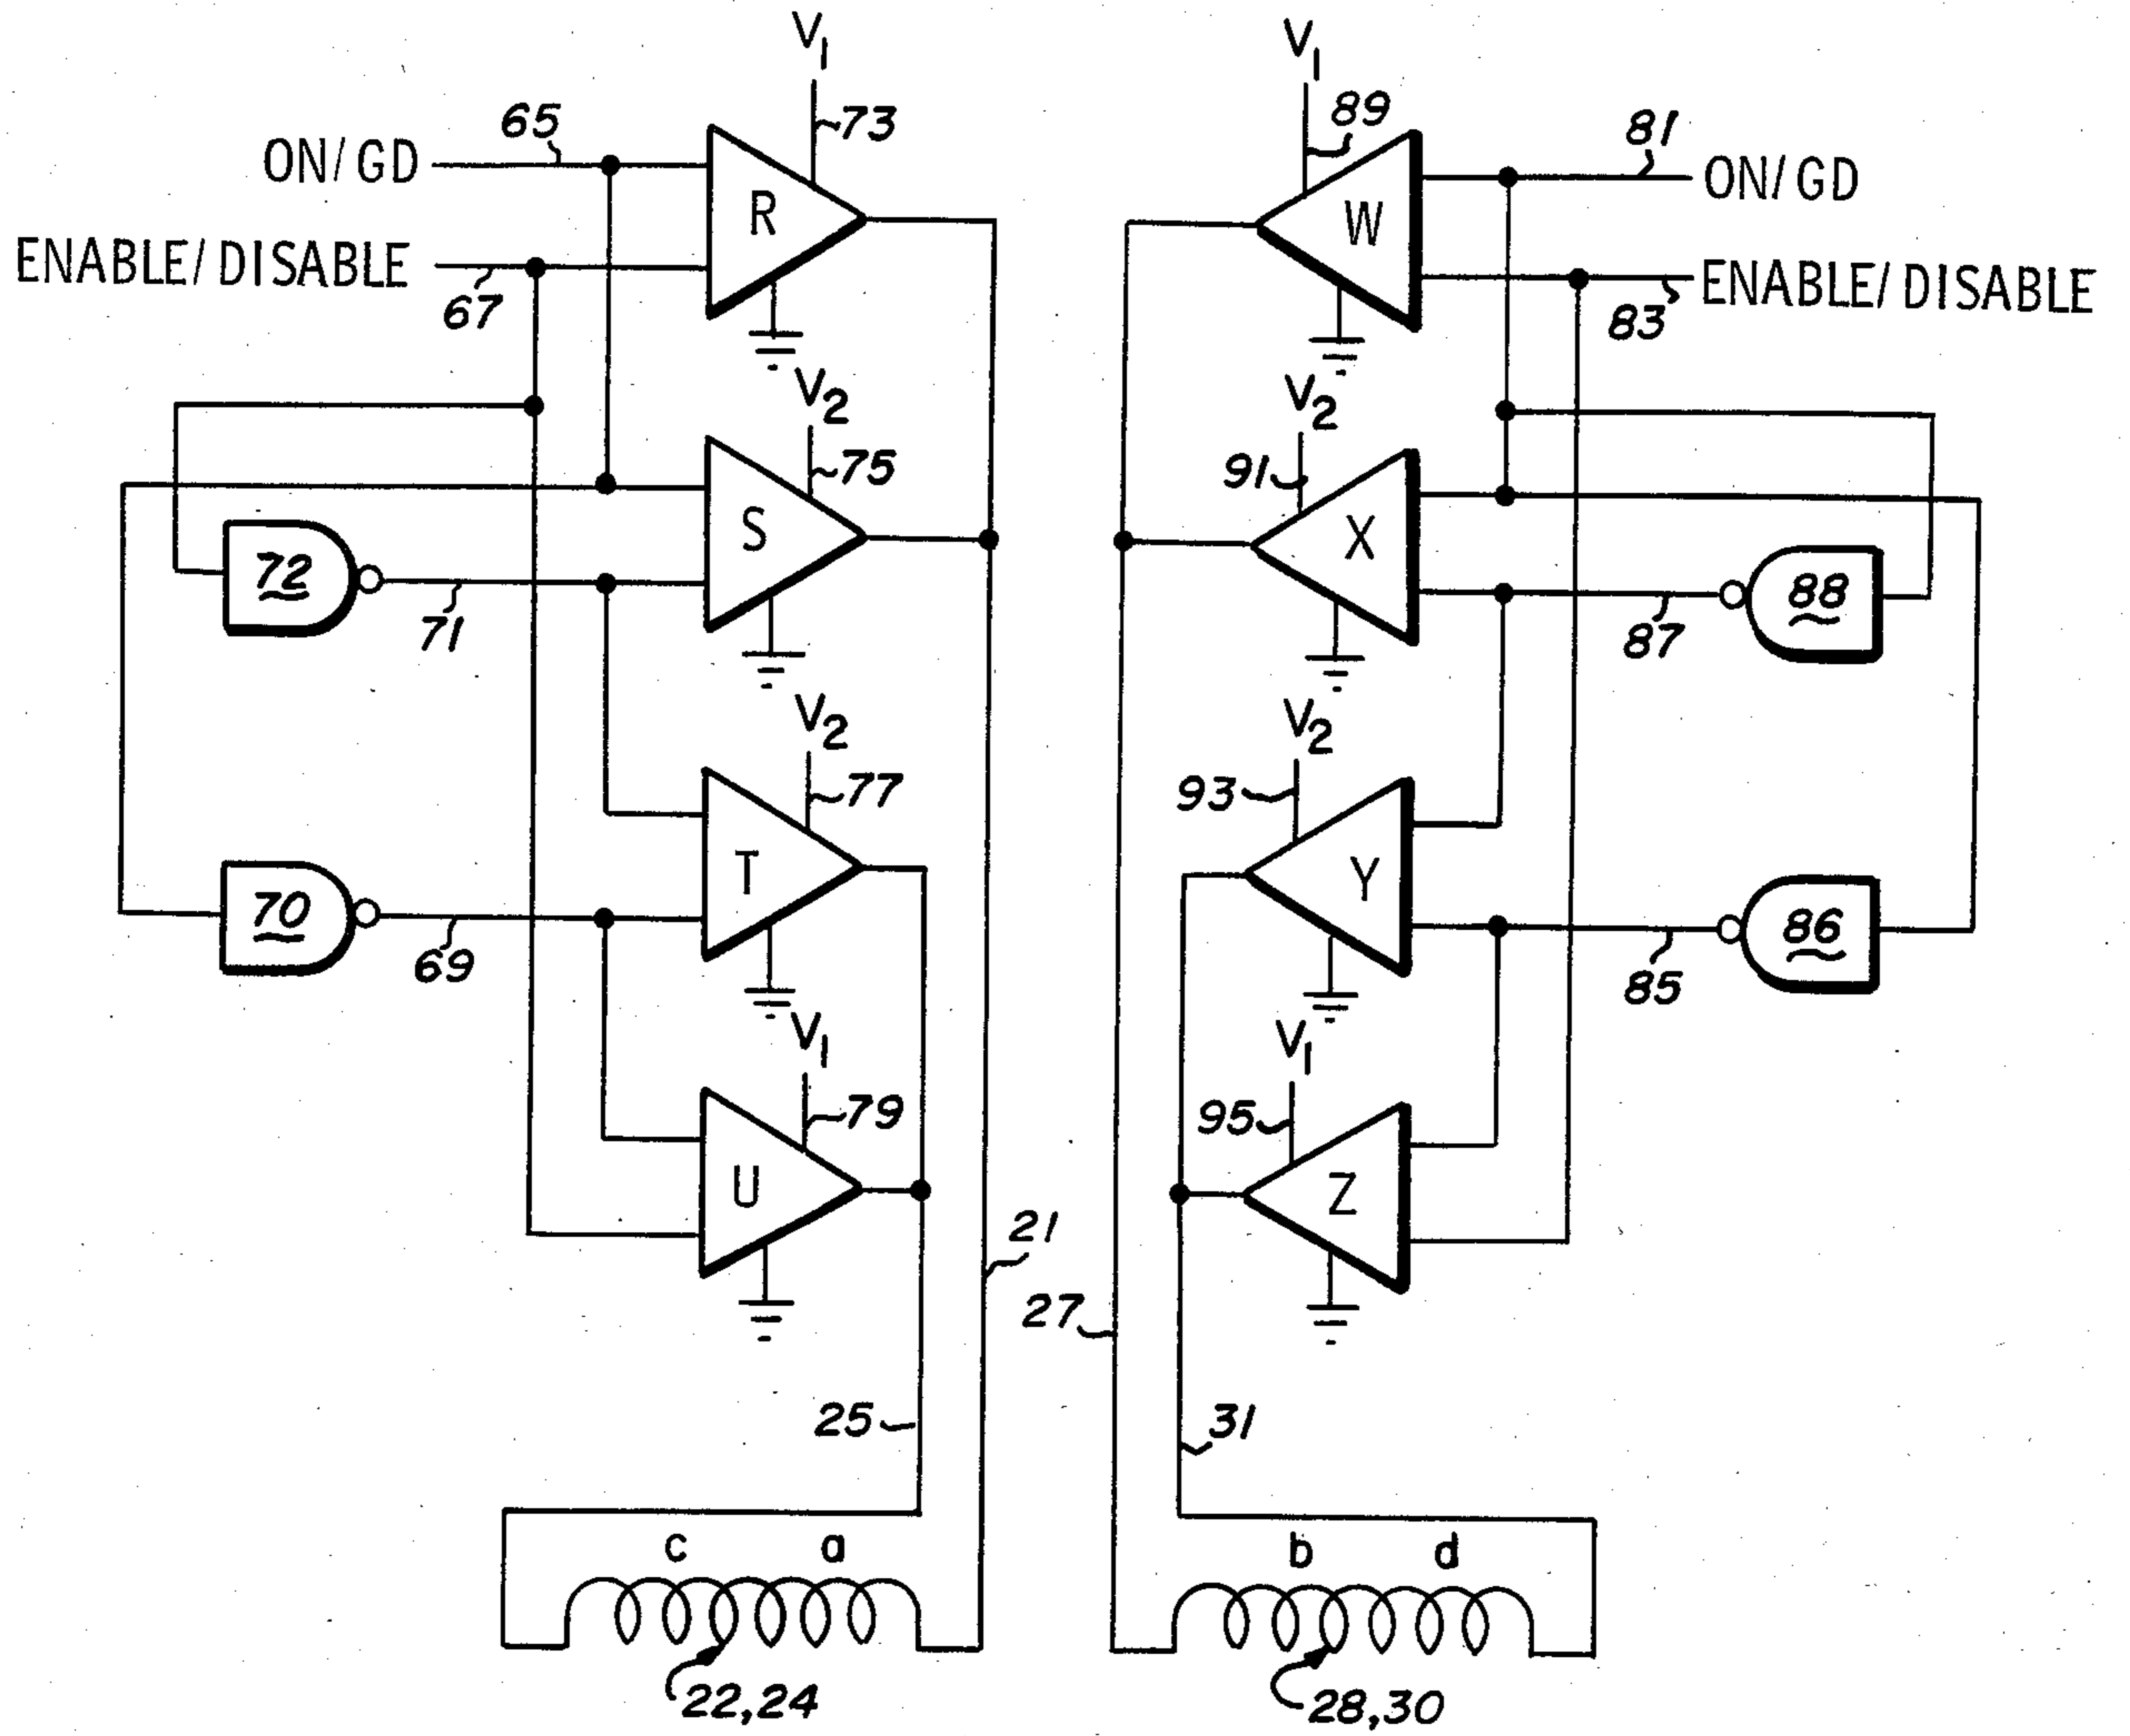 V1
V1
65
73
89
81
ON/GD
R
W
ON/GD
ENABLE/DISABLE
67
ENABLE/DISABLE
83
V2
V2
75
91
S
X
72
88
71
87
V2
V2
77
93
T
Y
70
86
69
85
V1
V1
79
95
U
Z
21
27
25
31
c
a
b
d
22,24
28,30